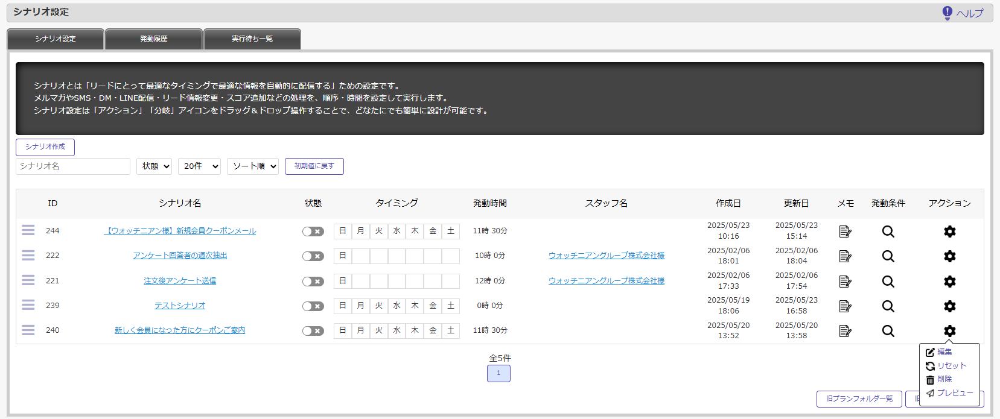 シナリオ設定
ヘルプ
シナリオ設定 発動履歴 実行待ち一覧
シナリオとは「リードにとって最適なタイミングで最適な情報を自動的に配信する」ための設定です。
メルマガやSMS・DM・LINE配信・リード情報変更・スコア追加などの処理を、順序・時間を設定して実行します。
シナリオ設定は「アクション」「分岐」アイコンをドラッグ＆ドロップ操作することで、どなたにでも簡単に設計が可能です。
シナリオ作成
シナリオ名 状態 20件 ソート順 初期値に戻す
ID シナリオ名 状態 タイミング 発動時間 スタッフ名 作成日 更新日 メモ 発動条件 アクション
244 【ウォッチニアン様】新規会員クーポンメール 日 月 火 水 木 金 土 11時 30分 2025/05/23 10:16 2025/05/23 15:14
222 アンケート回答者の週次抽出 日 10時 0分 ウォッチニアングループ株式会社様 2025/02/06 18:01 2025/02/06 18:04
221 注文後アンケート送信 日 12時 0分 ウォッチニアングループ株式会社様 2025/02/06 17:33 2025/02/06 17:54
239 テストシナリオ 日 月 火 水 木 金 土 0時 0分 2025/05/19 18:06 2025/05/23 16:58
240 新しく会員になった方にクーポンご案内 日 月 火 水 木 金 土 11時 30分 2025/05/20 13:52 2025/05/20 13:58
全5件
1
編集
リセット
削除
プレビュー
旧プランフォルダ一覧 旧